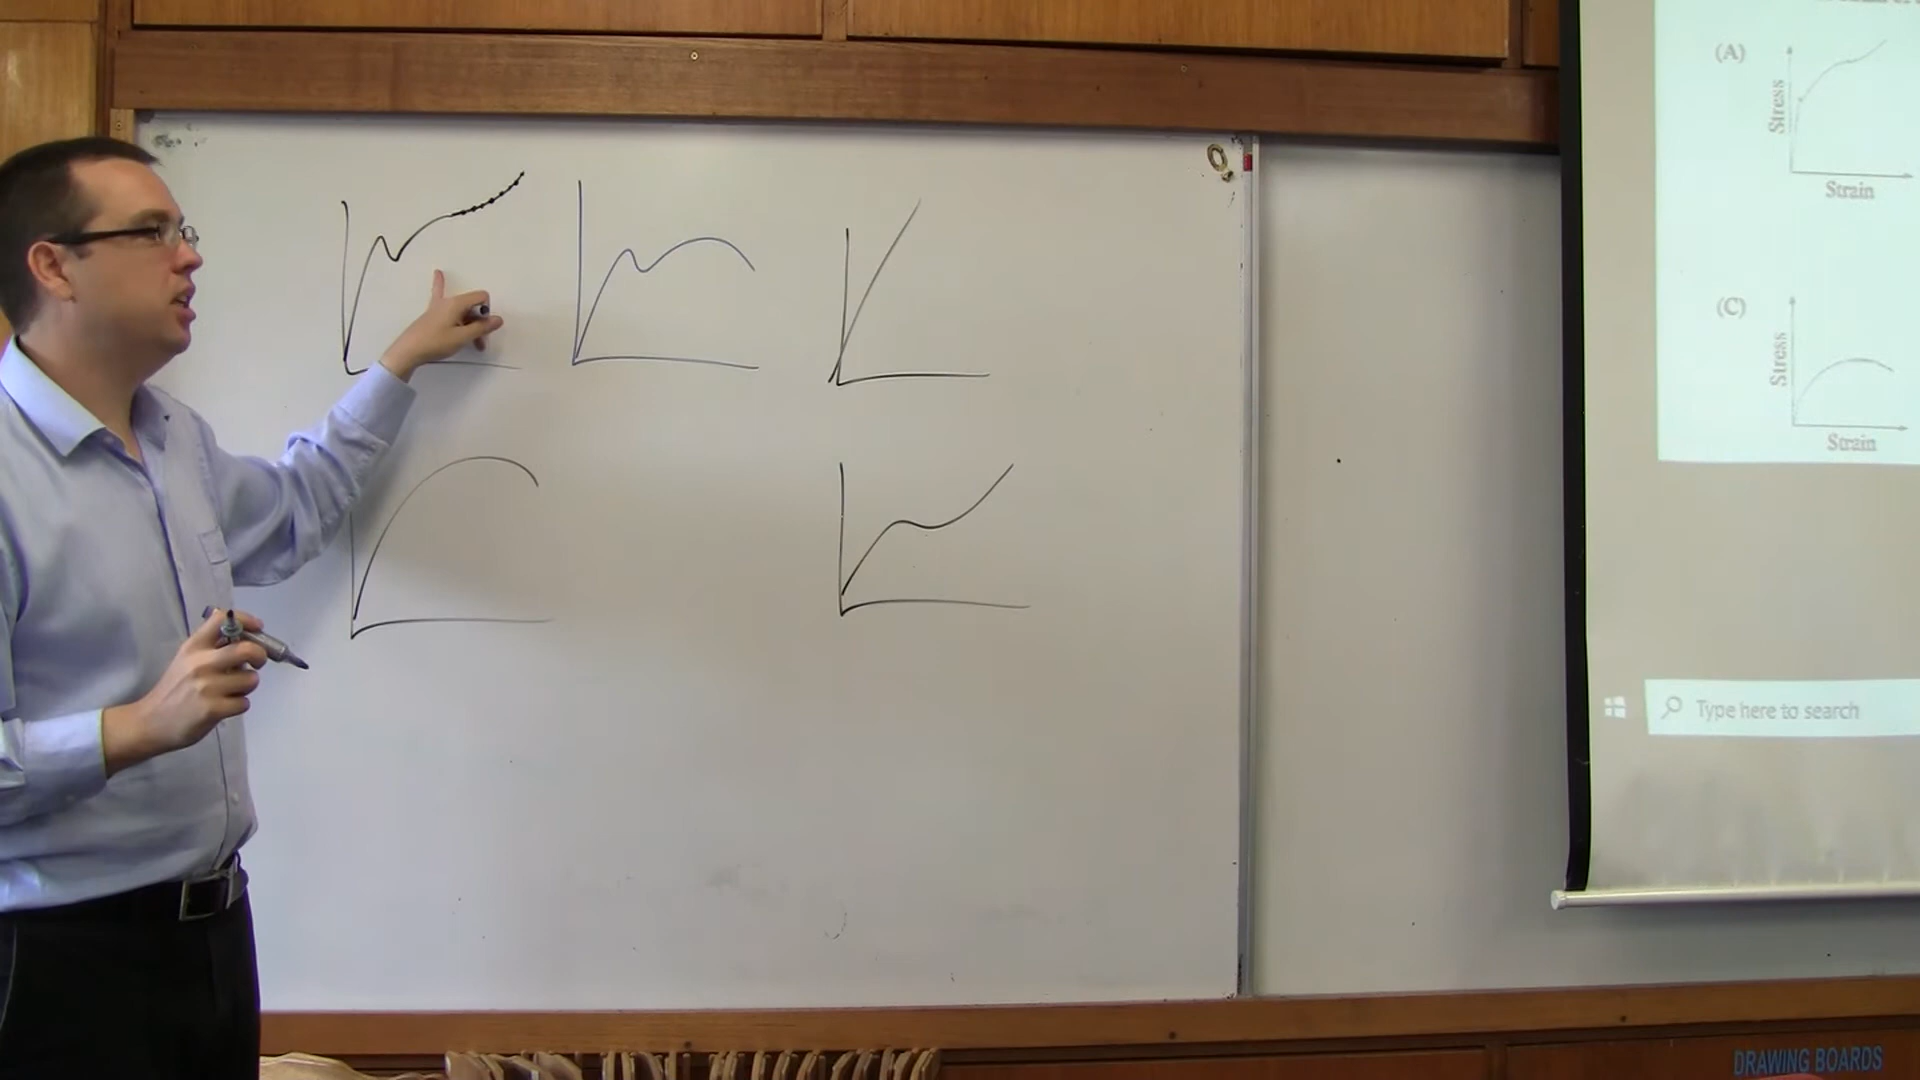 (A)
Stress
Strain
(C)
Stress
Strain
Type here to search
DRAWING BOARDS